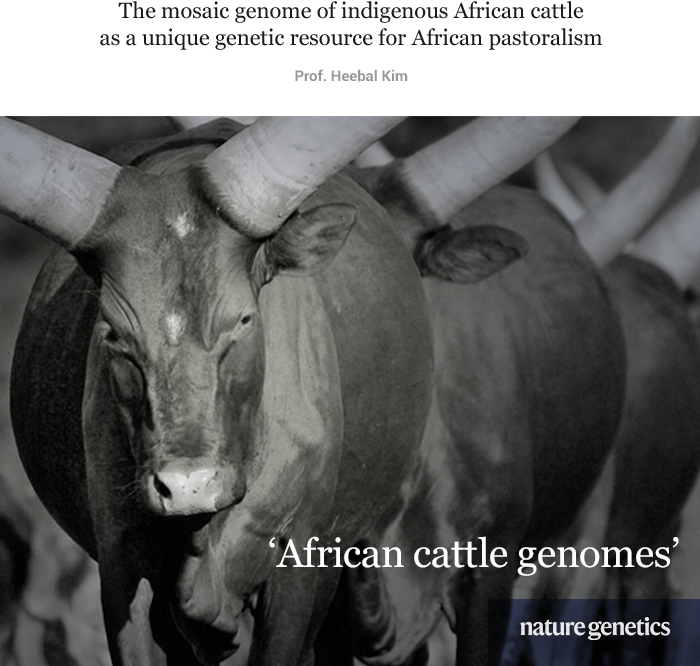 The mosaic genome of indigenous African cattle
as a unique genetic resource for African pastoralism
Prof. Heebal Kim
‘African cattle genomes’
nature genetics